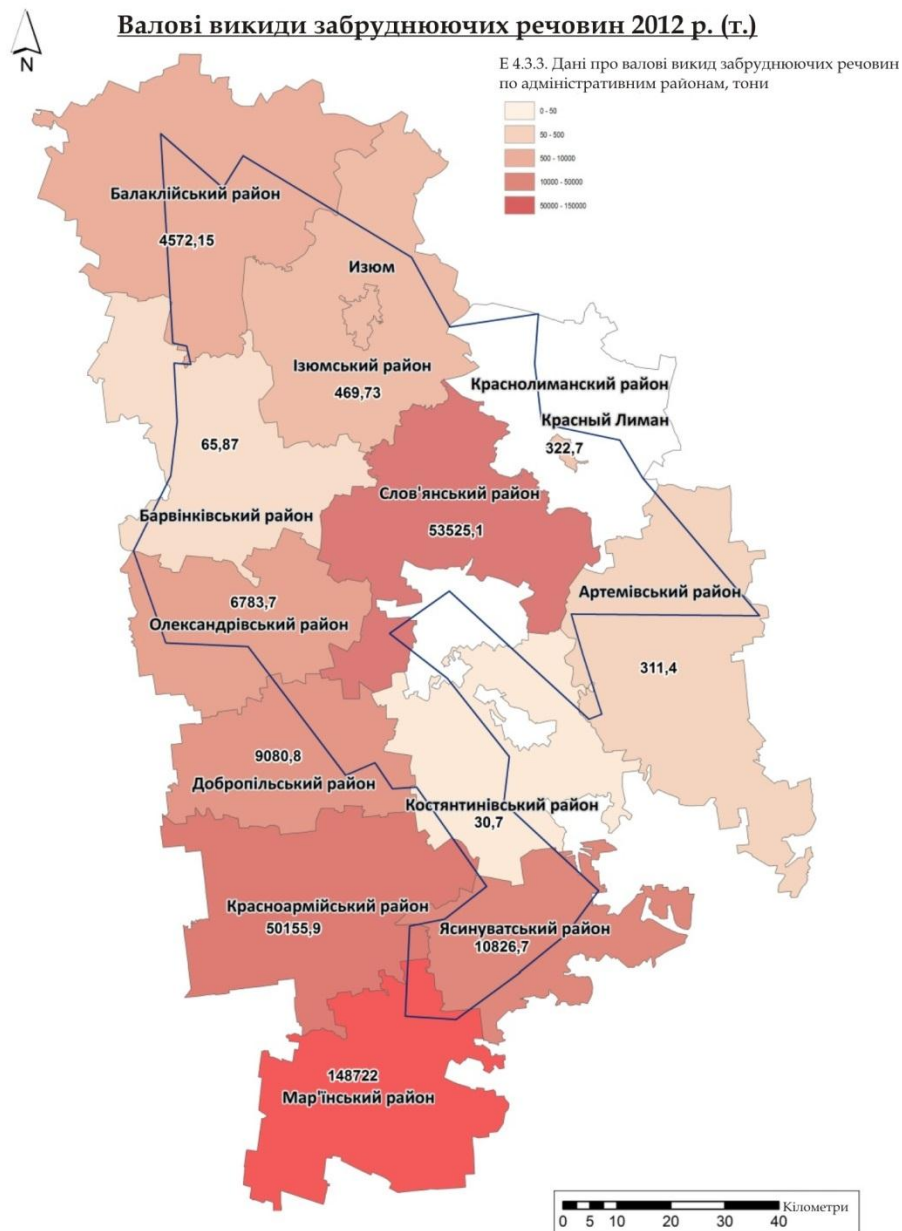 Валові викиди забруднюючих речовин 2012 р. (т.)
N
Е 4.3.3. Дані про валові викид забруднюючих речовин
по адміністративним районам, тони
0 - 50
50 - 500
500 - 10000
10000 - 50000
50000 - 150000
Балаклійський район
4572,15
Изюм
Ізюмський район
469,73
Краснолиманский район
Красный Лиман
322,7
65,87
Барвінківський район
Слов'янський район
53525,1
Артемівський район
311,4
6783,7
Олександрівський район
9080,8
Добропільський район
Костянтинівський район
30,7
Красноармійський район
50155,9
Ясинуватський район
10826,7
148722
Мар'їнський район
Кілометри
0 5 10 20 30 40